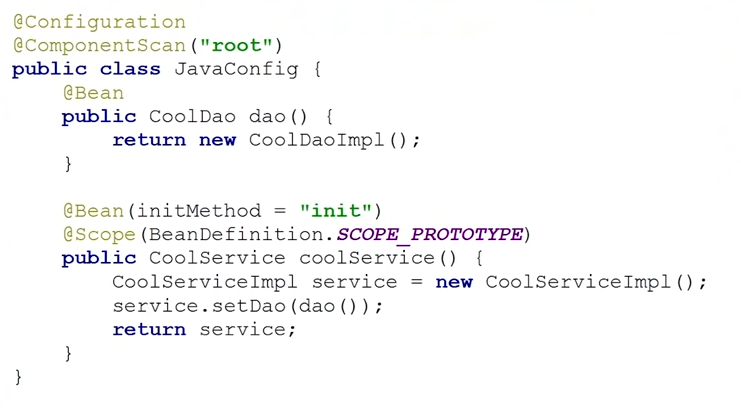 @Configuration
@ComponentScan("root")
public class JavaConfig {
    @Bean
    public CoolDao dao() {
        return new CoolDaoImpl();
    }

    @Bean(initMethod = "init")
    @Scope(BeanDefinition.SCOPE_PROTOTYPE)
    public CoolService coolService() {
        CoolServiceImpl service = new CoolServiceImpl();
        service.setDao(dao());
        return service;
    }
}